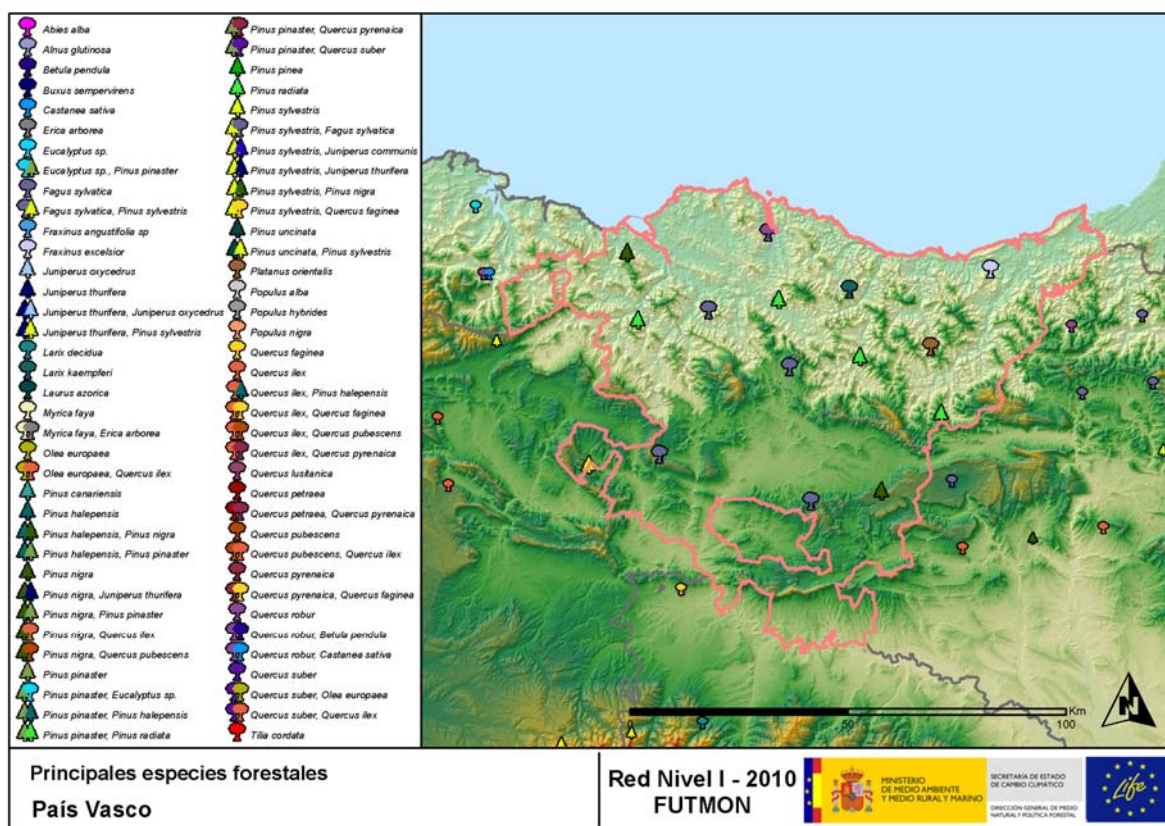 Abies alba
Alnus glutinosa
Betula pendula
Buxus sempervirens
Castanea sativa
Erica arborea
Eucalyptus sp.
Eucalyptus sp., Pinus pinaster
Fagus sylvatica
Fagus sylvatica, Pinus sylvestris
Fraxinus angustifolia sp
Fraxinus excelsior
Juniperus oxycedrus
Juniperus thurifera
Juniperus thurifera, Juniperus oxycedrus
Juniperus thurifera, Pinus sylvestris
Larix decidua
Larix kaempferi
Laurus azorica
Myrica faya
Myrica faya, Erica arborea
Olea europaea
Olea europaea, Quercus ilex
Pinus canariensis
Pinus halepensis
Pinus halepensis, Pinus nigra
Pinus halepensis, Pinus pinaster
Pinus nigra
Pinus nigra, Juniperus thurifera
Pinus nigra, Pinus pinaster
Pinus nigra, Quercus ilex
Pinus nigra, Quercus pubescens
Pinus pinaster
Pinus pinaster, Eucalyptus sp.
Pinus pinaster, Pinus halepensis
Pinus pinaster, Pinus radiata
Pinus pinaster, Quercus pyrenaica
Pinus pinaster, Quercus suber
Pinus pinea
Pinus radiata
Pinus sylvestris
Pinus sylvestris, Fagus sylvatica
Pinus sylvestris, Juniperus communis
Pinus sylvestris, Juniperus thurifera
Pinus sylvestris, Pinus nigra
Pinus sylvestris, Quercus faginea
Pinus uncinata
Pinus uncinata, Pinus sylvestris
Platanus orientalis
Populus alba
Populus hybrides
Populus nigra
Quercus faginea
Quercus ilex
Quercus ilex, Pinus halepensis
Quercus ilex, Quercus faginea
Quercus ilex, Quercus pubescens
Quercus ilex, Quercus pyrenaica
Quercus lusitanica
Quercus petraea
Quercus petraea, Quercus pyrenaica
Quercus pubescens
Quercus pubescens, Quercus ilex
Quercus pyrenaica
Quercus pyrenaica, Quercus faginea
Quercus robur
Quercus robur, Betula pendula
Quercus robur, Castanea sativa
Quercus suber
Quercus suber, Olea europaea
Quercus suber, Quercus ilex
Tilia cordata
N
Km
0 50 100
Principales especies forestales
País Vasco
Red Nivel I - 2010
FUTMON
MINISTERIO
DE MEDIO AMBIENTE
Y MEDIO RURAL Y MARINO
SECRETARÍA DE ESTADO
DE CAMBIO CLIMÁTICO
DIRECCIÓN GENERAL DE MEDIO
NATURAL Y POLÍTICA FORESTAL
Life